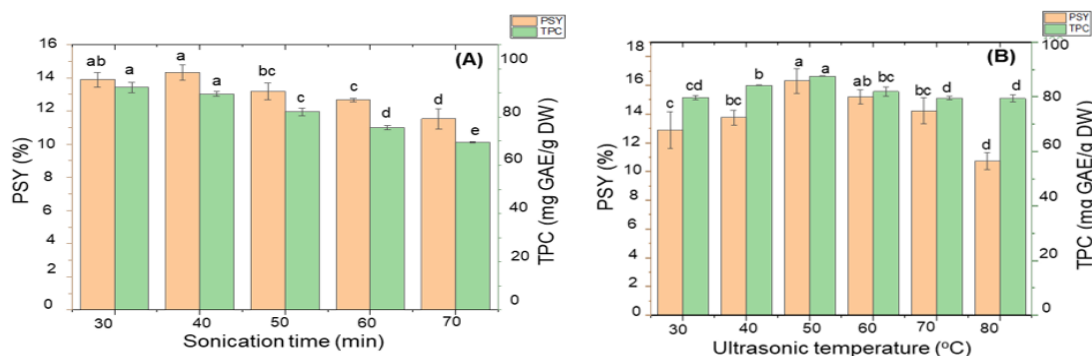 PSY
TPC
(A)
16
14
12
10
8
6
4
2
0
PSY (%)
ab a a a bc c c d d e
100
80
60
40
20
0
TPC (mg GAE/g DW)
30 40 50 60 70
Sonication time (min)
PSY
TPC
(B)
18
16
14
12
10
8
6
4
2
0
PSY (%)
c cd bc b a a ab bc bc d d d
100
80
60
40
20
0
TPC (mg GAE/g DW)
30 40 50 60 70 80
Ultrasonic temperature (°C)